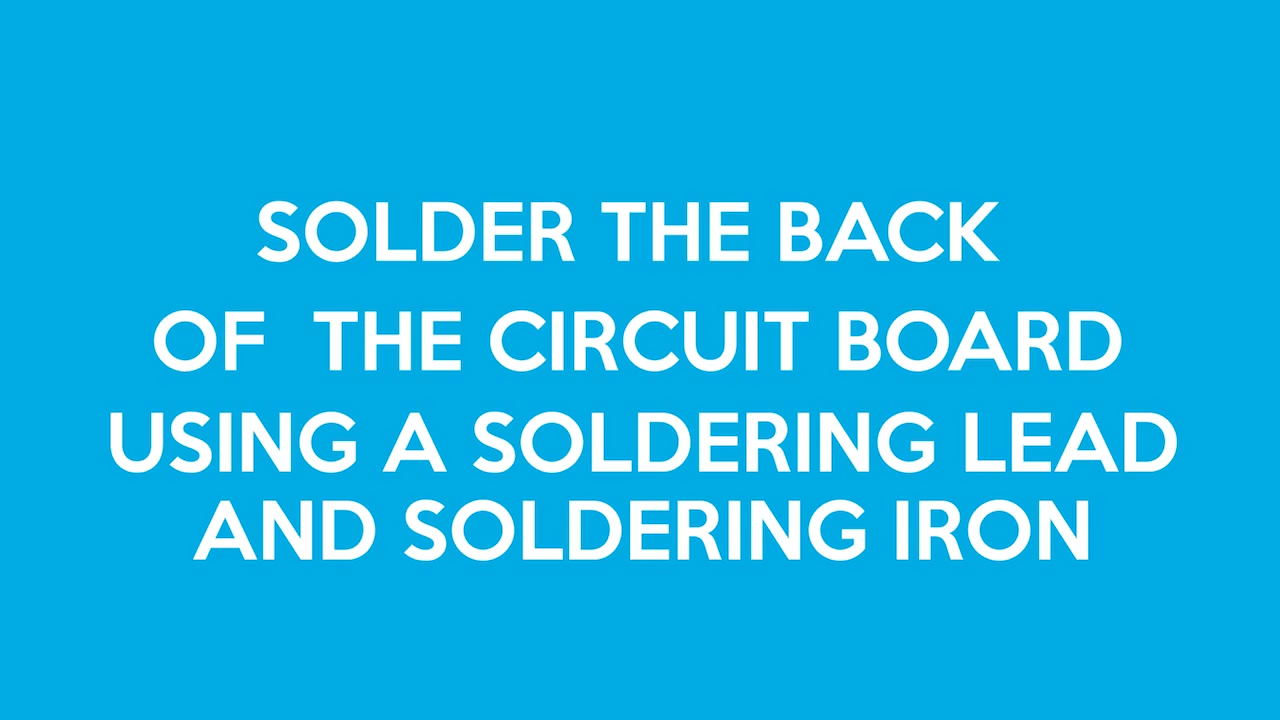 SOLDER THE BACK
OF  THE CIRCUIT BOARD
USING A SOLDERING LEAD
AND SOLDERING IRON